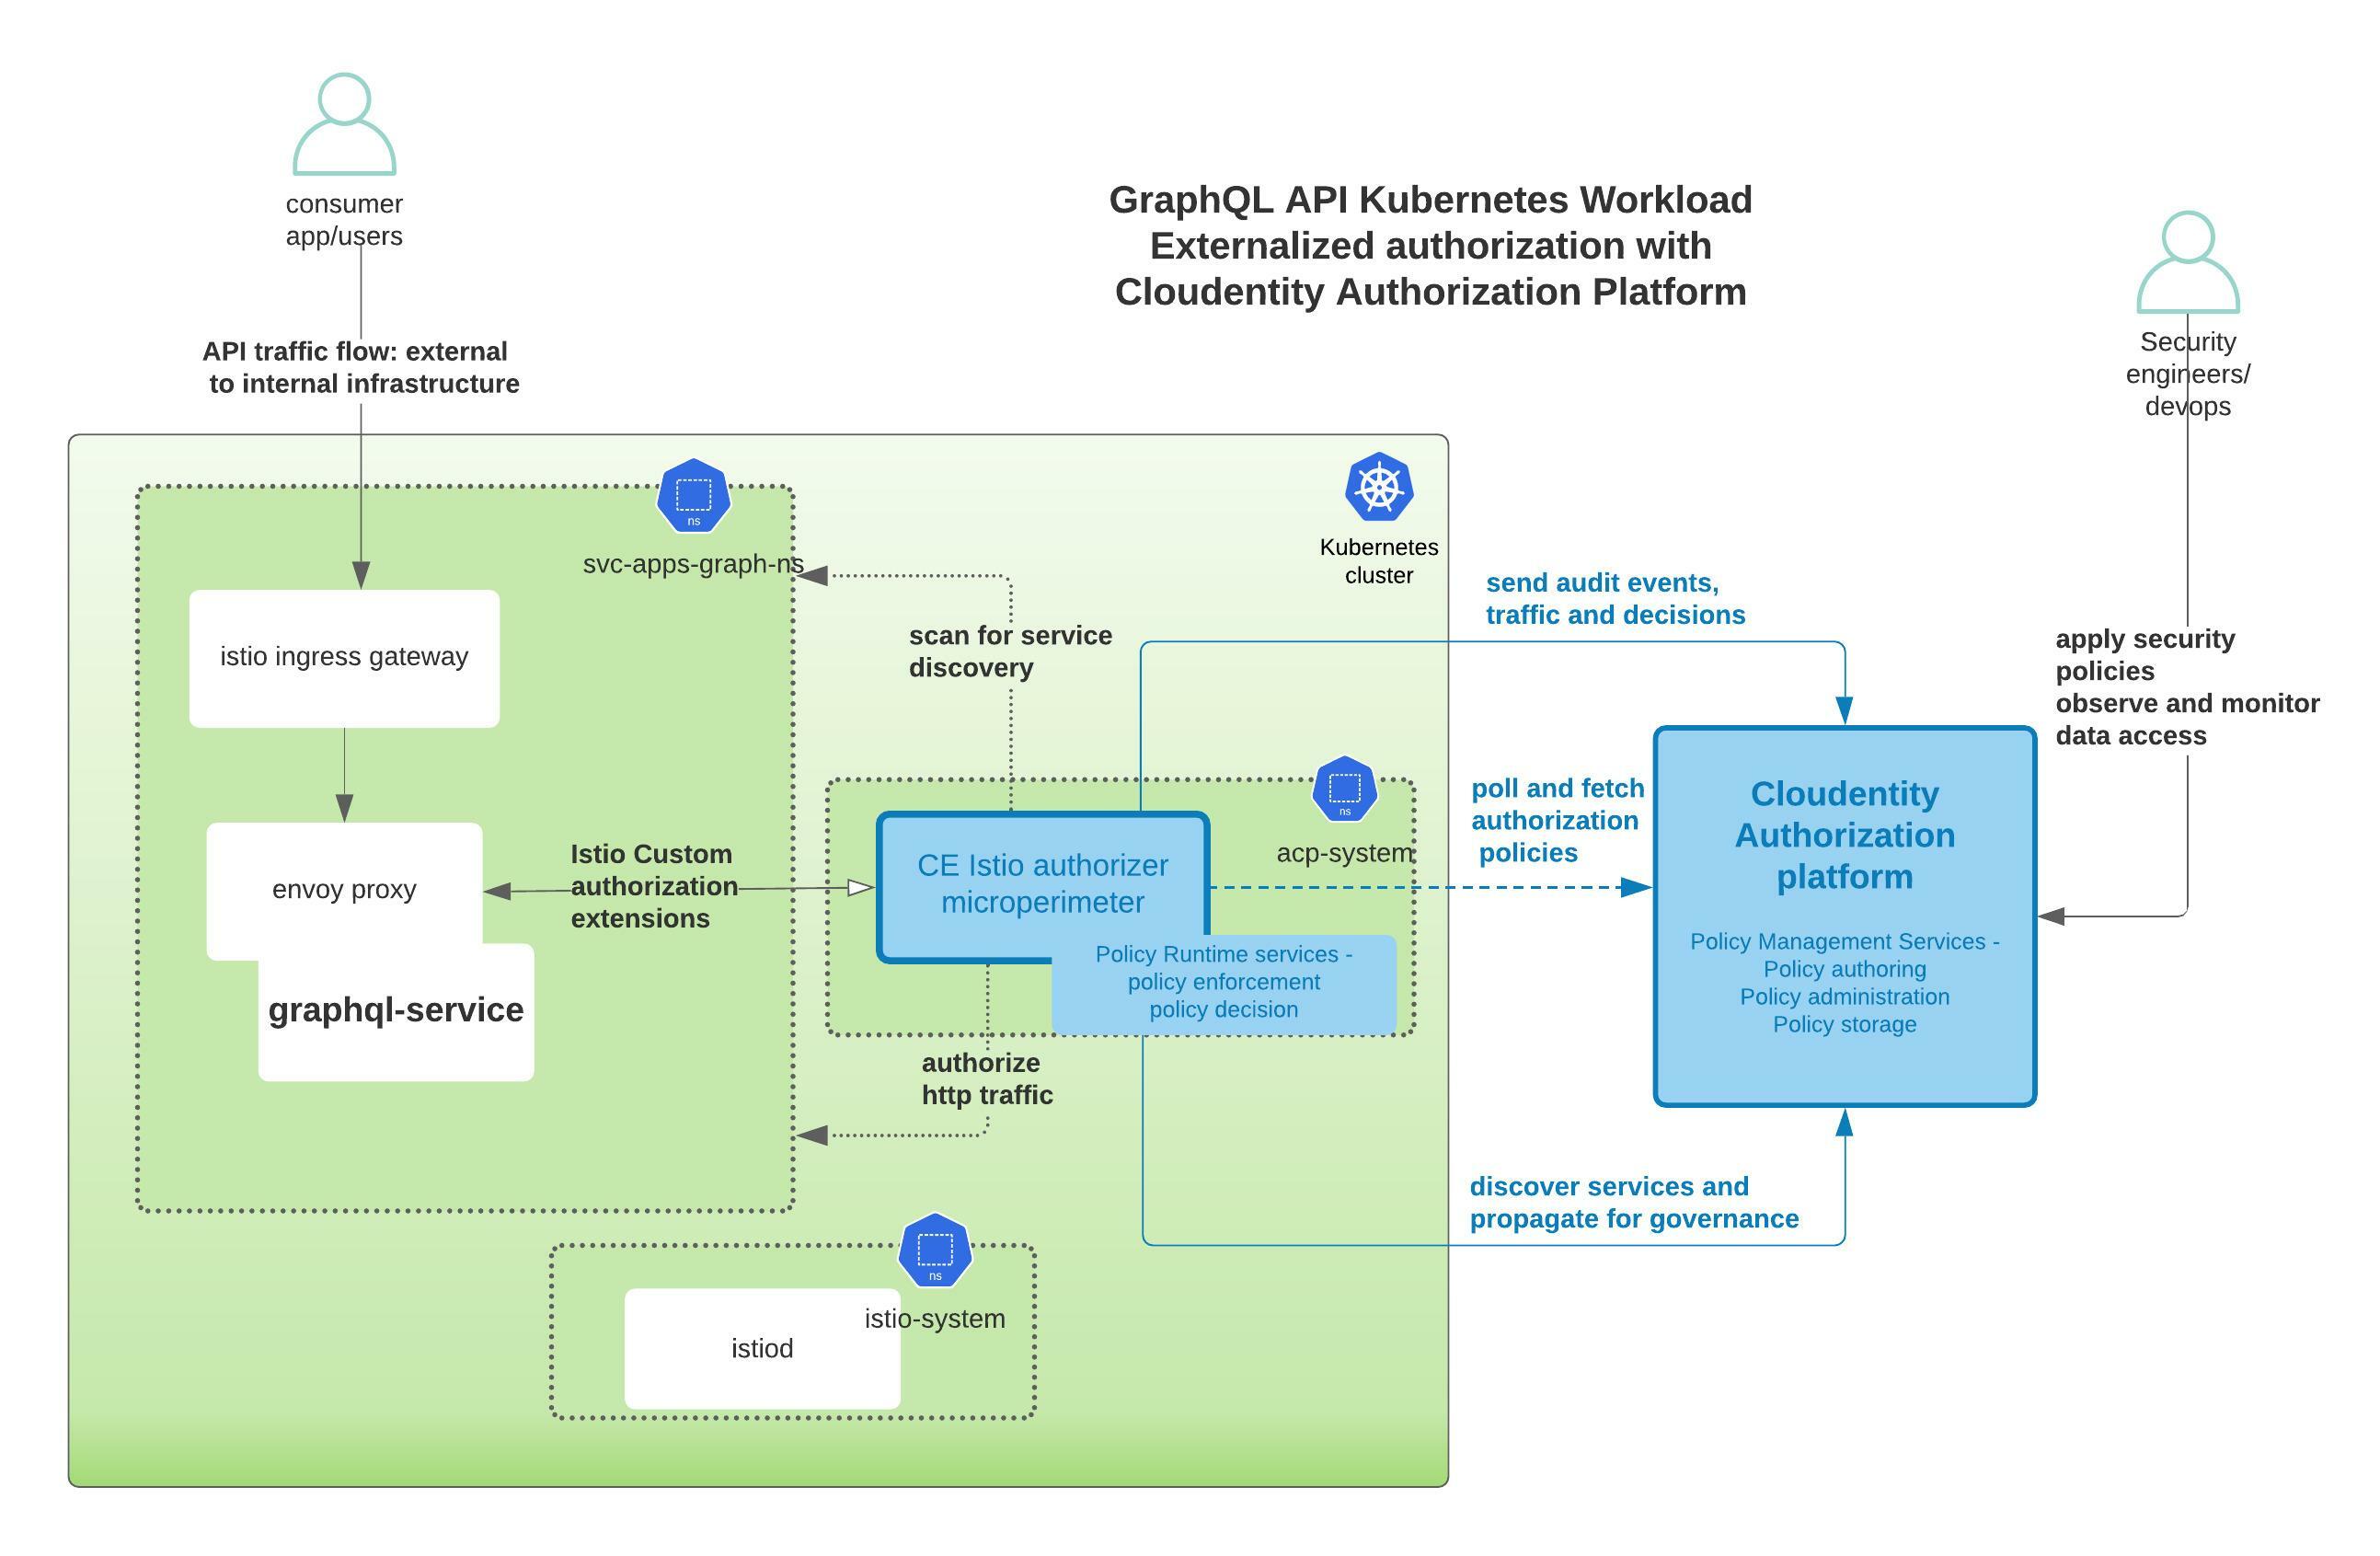 consumer
app/users
GraphQL API Kubernetes Workload
Externalized authorization with
Cloudentity Authorization Platform
Security
engineers/
devops
API traffic flow: external
to internal infrastructure
ns
svc-apps-graph-ns
Kubernetes
cluster
istio ingress gateway
scan for service
discovery
send audit events,
traffic and decisions
apply security
policies
observe and monitor
data access
envoy proxy
graphql-service
Istio Custom
authorization
extensions
ns
acp-system
CE Istio authorizer
microperimeter
Policy Runtime services -
policy enforcement
policy decision
poll and fetch
authorization
policies
Cloudentity
Authorization
platform
Policy Management Services -
Policy authoring
Policy administration
Policy storage
authorize
http traffic
discover services and
propagate for governance
ns
istio-system
istiod